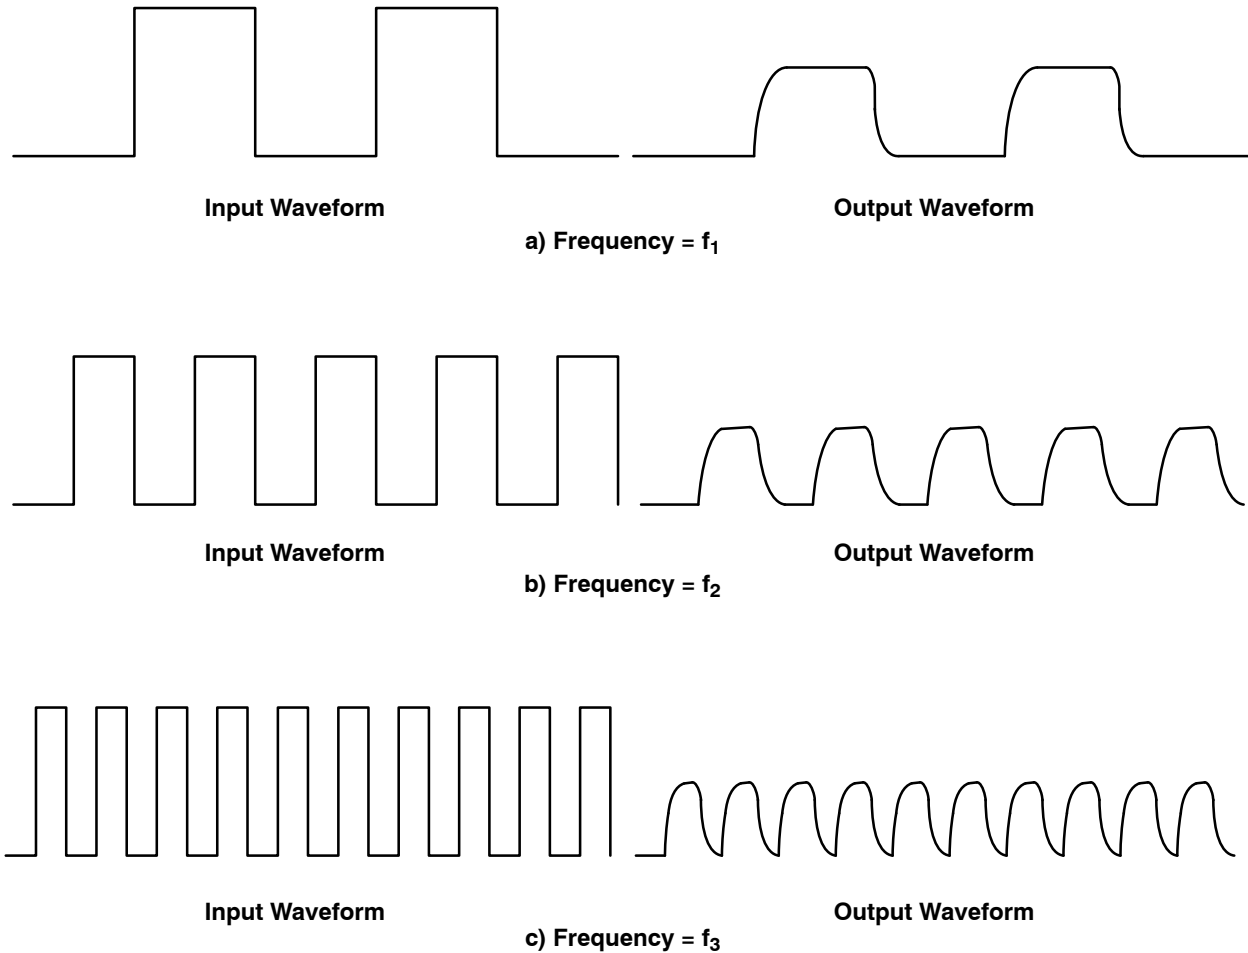 Input Waveform
Output Waveform
a) Frequency = f1
Input Waveform
Output Waveform
b) Frequency = f2
Input Waveform
Output Waveform
c) Frequency = f3